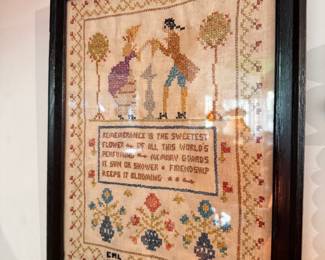 REMEMBRANCE IS THE SWEETEST
FLOWER OF ALL THIS WORLD'S
PERFUMING MEMORY GUARDS
IT SUN OR SHOWER FRIENDSHIP
KEEPS IT BLOOMING
EML